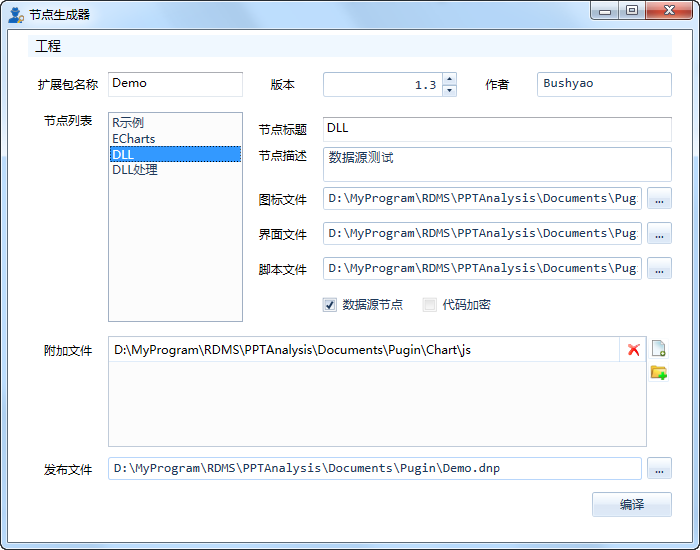 节点生成器
工程
扩展包名称 Demo 版本 1.3 作者 Bushyao
节点列表
R示例
ECharts
DLL
DLL处理
节点标题 DLL
节点描述 数据源测试
图标文件 D:\MyProgram\RDMS\PPTAnalysis\Documents\Pug ...
界面文件 D:\MyProgram\RDMS\PPTAnalysis\Documents\Pug ...
脚本文件 D:\MyProgram\RDMS\PPTAnalysis\Documents\Pug ...
数据源节点 代码加密
附加文件 D:\MyProgram\RDMS\PPTAnalysis\Documents\Pugin\Chart\js
发布文件 D:\MyProgram\RDMS\PPTAnalysis\Documents\Pugin\Demo.dnp ...
编译